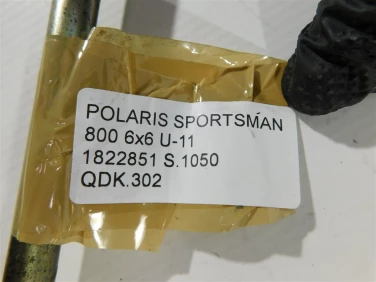 POLARIS SPORTSMAN
800 6x6 U-11
1822851 S.1050
QDK.302